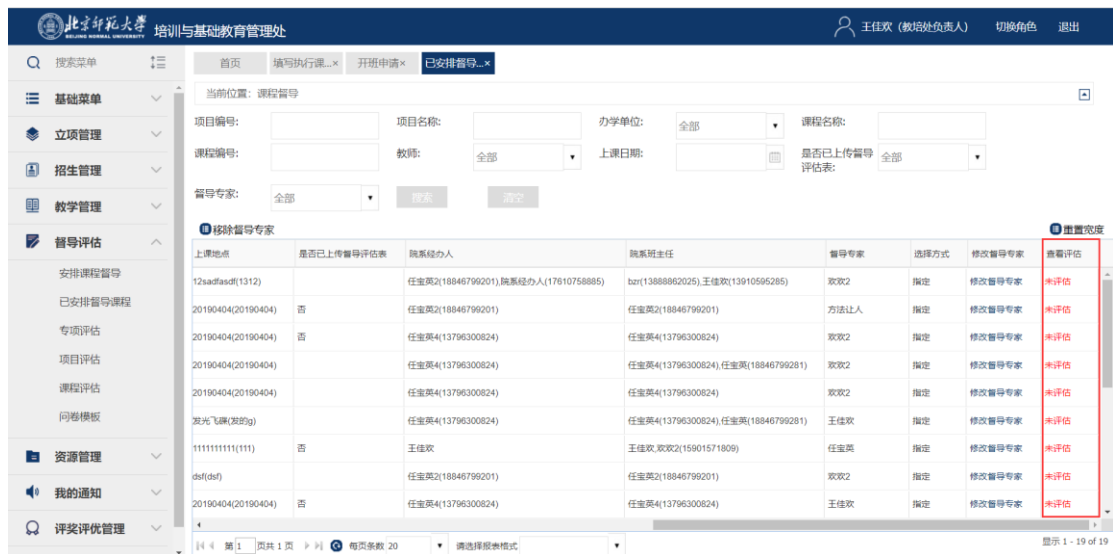 北京师范大学 培训与基础教育管理处 王佳欢（教培处负责人） 切换角色 退出
BEIJING NORMAL UNIVERSITY
搜索菜单
基础菜单
立项管理
招生管理
教学管理
督导评估
安排课程督导
已安排督导课程
专项评估
项目评估
课程评估
问卷模板
资源管理
我的通知
评奖评优管理
首页 填写执行课...× 开班申请× 已安排督导...×
当前位置：课程督导
项目编号: 项目名称: 办学单位: 全部 课程名称:
课程编号: 教师: 全部 上课日期: 是否已上传督导评估表: 全部
督导专家: 全部 搜索 清空
移除督导专家 重置宽度
上课地点 是否已上传督导评估表 院系经办人 院系班主任 督导专家 选择方式 修改督导专家 查看评估
12sadfasdf(1312) 任宝英2(18846799201),院系经办人(17610758885) bzr(13888862025),王佳欢(13910595285) 欢欢2 指定 修改督导专家 未评估
20190404(20190404) 否 任宝英2(18846799201) 任宝英2(18846799201) 方法让人 指定 修改督导专家 未评估
20190404(20190404) 否 任宝英4(13796300824) 任宝英4(13796300824) 欢欢2 指定 修改督导专家 未评估
20190404(20190404) 任宝英4(13796300824) 任宝英4(13796300824),任宝英(18846799281) 欢欢2 指定 修改督导专家 未评估
20190404(20190404) 任宝英4(13796300824) 任宝英4(13796300824) 欢欢2 指定 修改督导专家 未评估
发光飞碟(发的g) 任宝英4(13796300824) 任宝英4(13796300824),任宝英(18846799281) 王佳欢 指定 修改督导专家 未评估
1111111111(111) 否 王佳欢 王佳欢,欢欢2(15901571809) 任宝英 指定 修改督导专家 未评估
dsf(dsf) 任宝英2(18846799201) 任宝英2(18846799201) 欢欢2 指定 修改督导专家 未评估
20190404(20190404) 否 任宝英4(13796300824) 任宝英4(13796300824) 王佳欢 指定 修改督导专家 未评估
第 1 页共 1 页 每页条数 20 请选择报表格式 显示 1 - 19 of 19